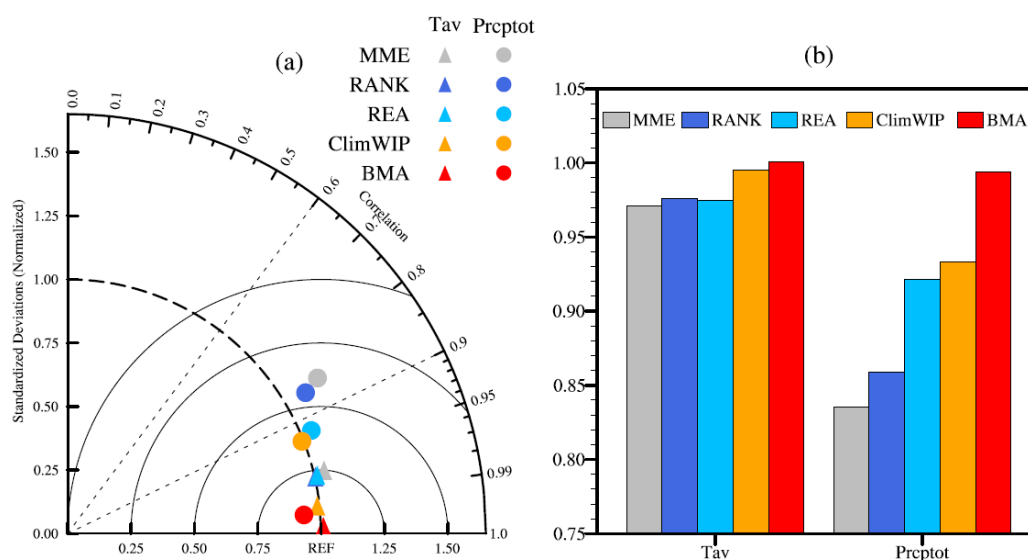 Tav Prcptot
(a)
MME
RANK
REA
ClimWIP
BMA
0.0 0.1 0.2 0.3 0.4 0.5 0.6
Correlation
0.8
0.9
0.95
0.99
1.0
Standardized Deviations (Normalized)
1.50
1.25
1.00
0.75
0.50
0.25
0.00
0.25 0.50 0.75 REF 1.25 1.50
(b)
1.05
MME RANK REA ClimWIP BMA
1.00
0.95
0.90
0.85
0.80
0.75
Tav Prcptot